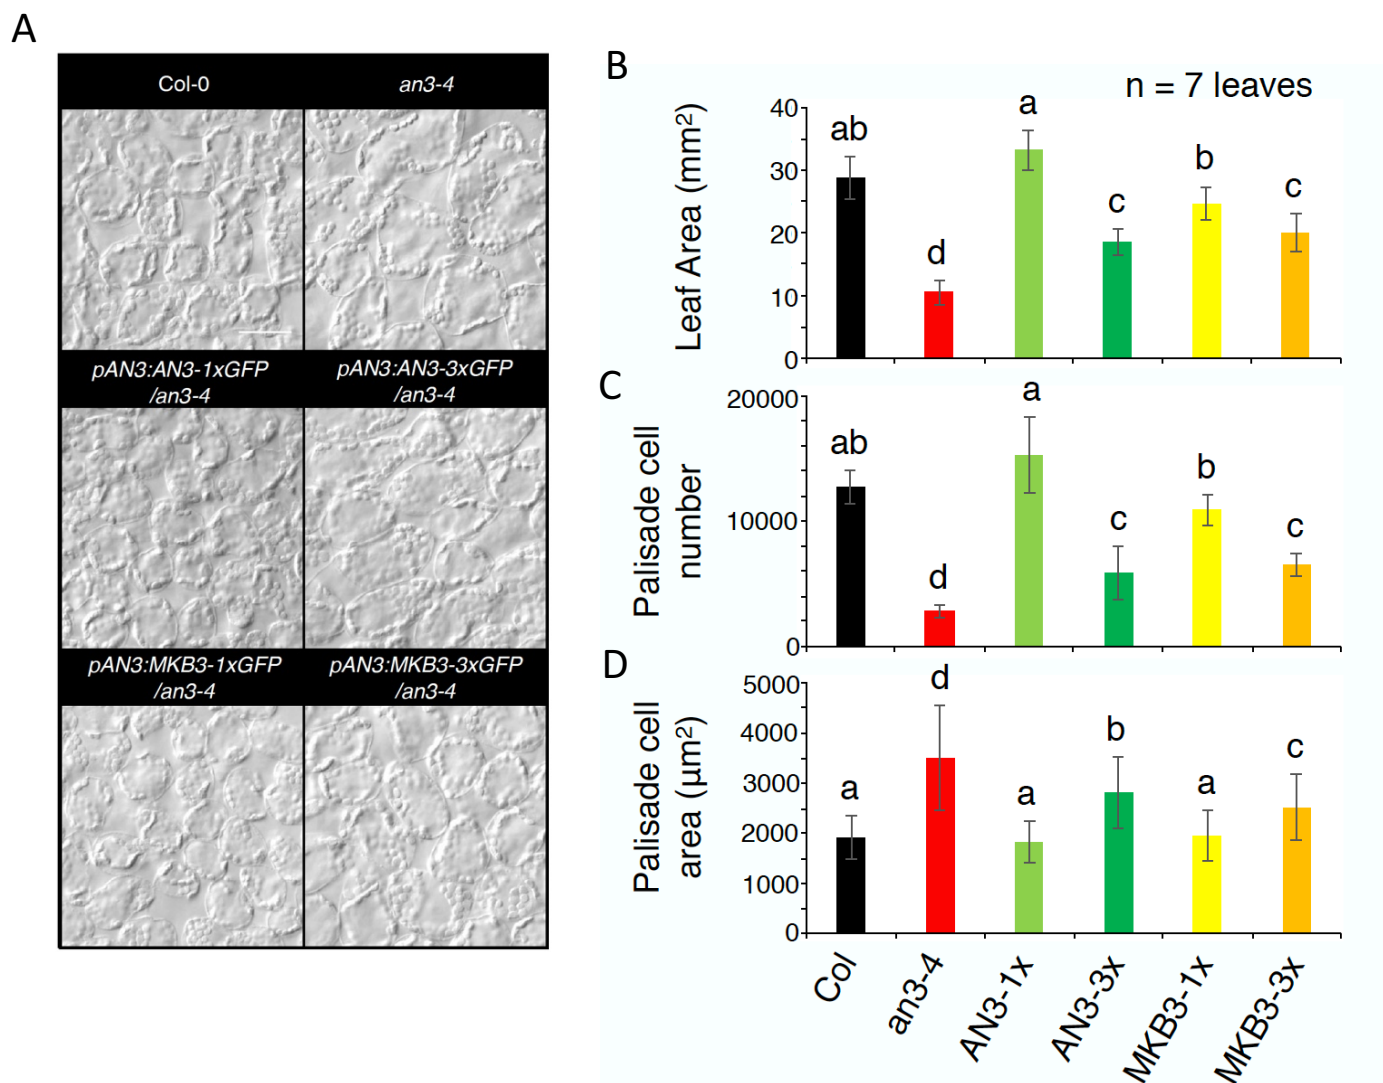 A
Col-0
an3-4
pAN3:AN3-1xGFP
/an3-4
pAN3:AN3-3xGFP
/an3-4
pAN3:MKB3-1xGFP
/an3-4
pAN3:MKB3-3xGFP
/an3-4
B
n = 7 leaves
Leaf Area (mm²)
40
30
20
10
0
ab
d
a
c
b
c
C
Palisade cell
number
20000
10000
0
ab
d
a
c
b
c
D
Palisade cell
area (μm²)
5000
4000
3000
2000
1000
0
a
d
a
b
a
c
Col
an3-4
AN3-1x
AN3-3x
MKB3-1x
MKB3-3x